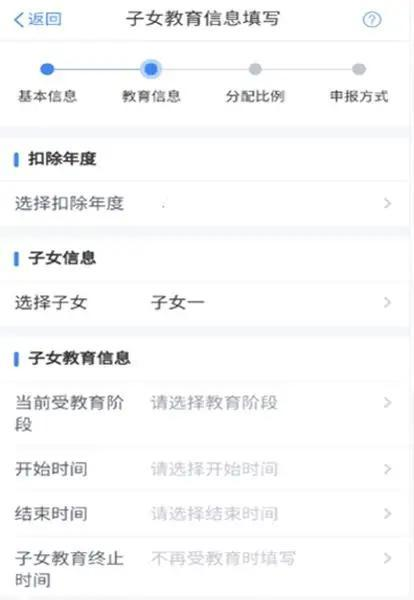 返回 子女教育信息填写 ?
基本信息 教育信息 分配比例 申报方式
扣除年度
选择扣除年度
子女信息
选择子女 子女一
子女教育信息
当前受教育阶 请选择教育阶段
段
开始时间 请选择开始时间
结束时间 请选择结束时间
子女教育终止 不再受教育时填写
时间